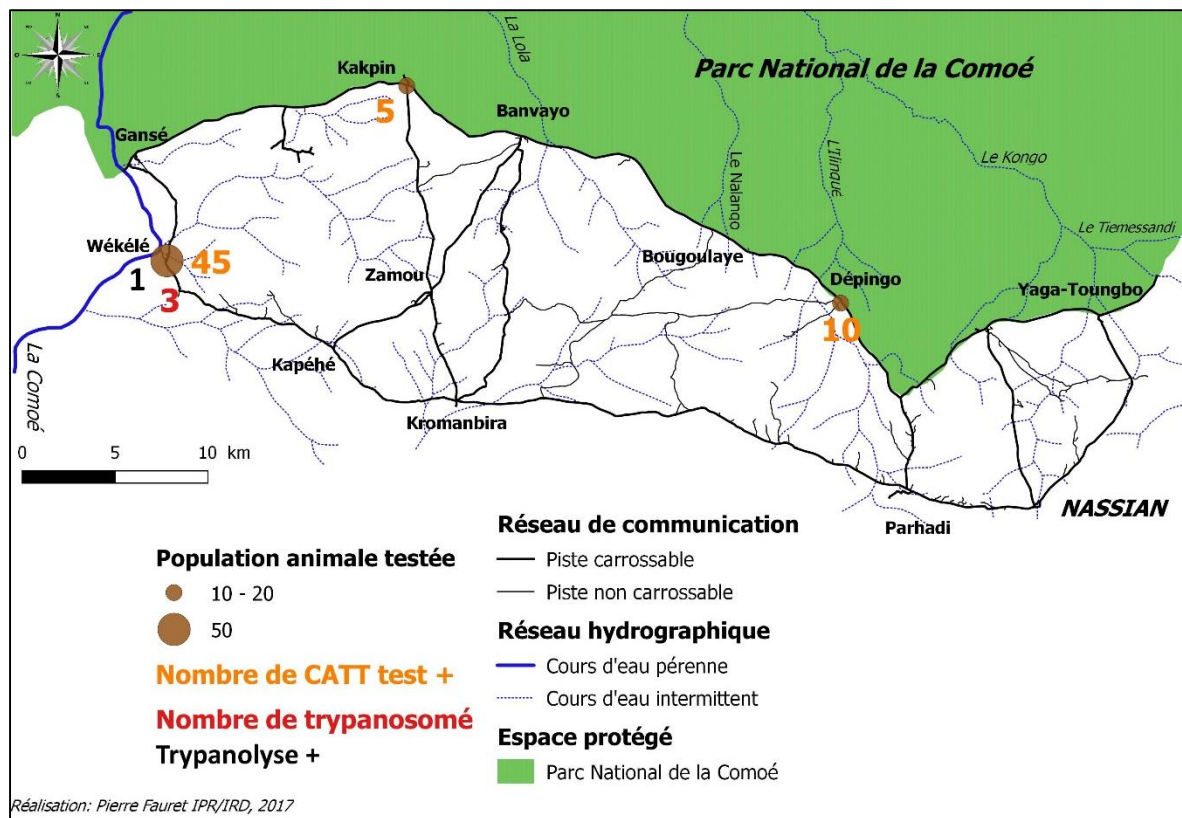 N
O
E
S
Parc National de la Comoé
La Lola
Kakpin
5
Banvayo
Gansé
Le Nalango
L'Ilinqué
Le Kongo
Le Tiemessandi
Wékélé
45
1
3
Zamou
Bougoulaye
Dépingo
10
Yaga-Toungbo
La Comoé
Kapéhé
Kromanbira
0 5 10 km
Parhadi
NASSIAN
Population animale testée
10 - 20
50
Nombre de CATT test +
Nombre de trypanosomé
Trypanolyse +
Réseau de communication
Piste carrossable
Piste non carrossable
Réseau hydrographique
Cours d'eau pérenne
Cours d'eau intermittent
Espace protégé
Parc National de la Comoé
Réalisation: Pierre Fauret IPR/IRD, 2017